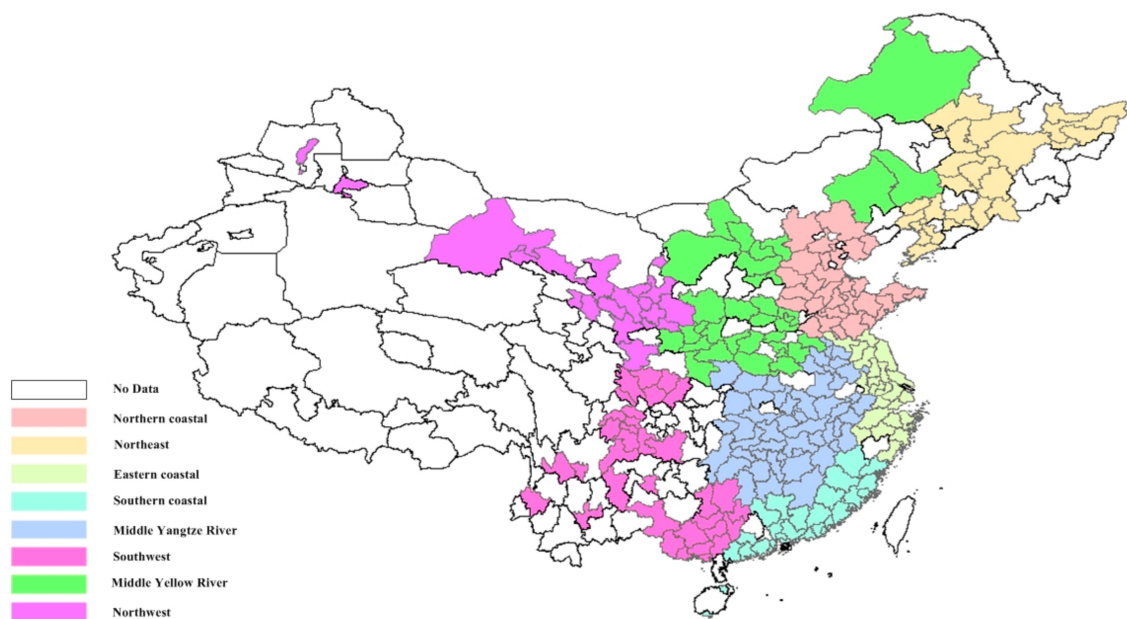 No Data
Northern coastal
Northeast
Eastern coastal
Southern coastal
Middle Yangtze River
Southwest
Middle Yellow River
Northwest